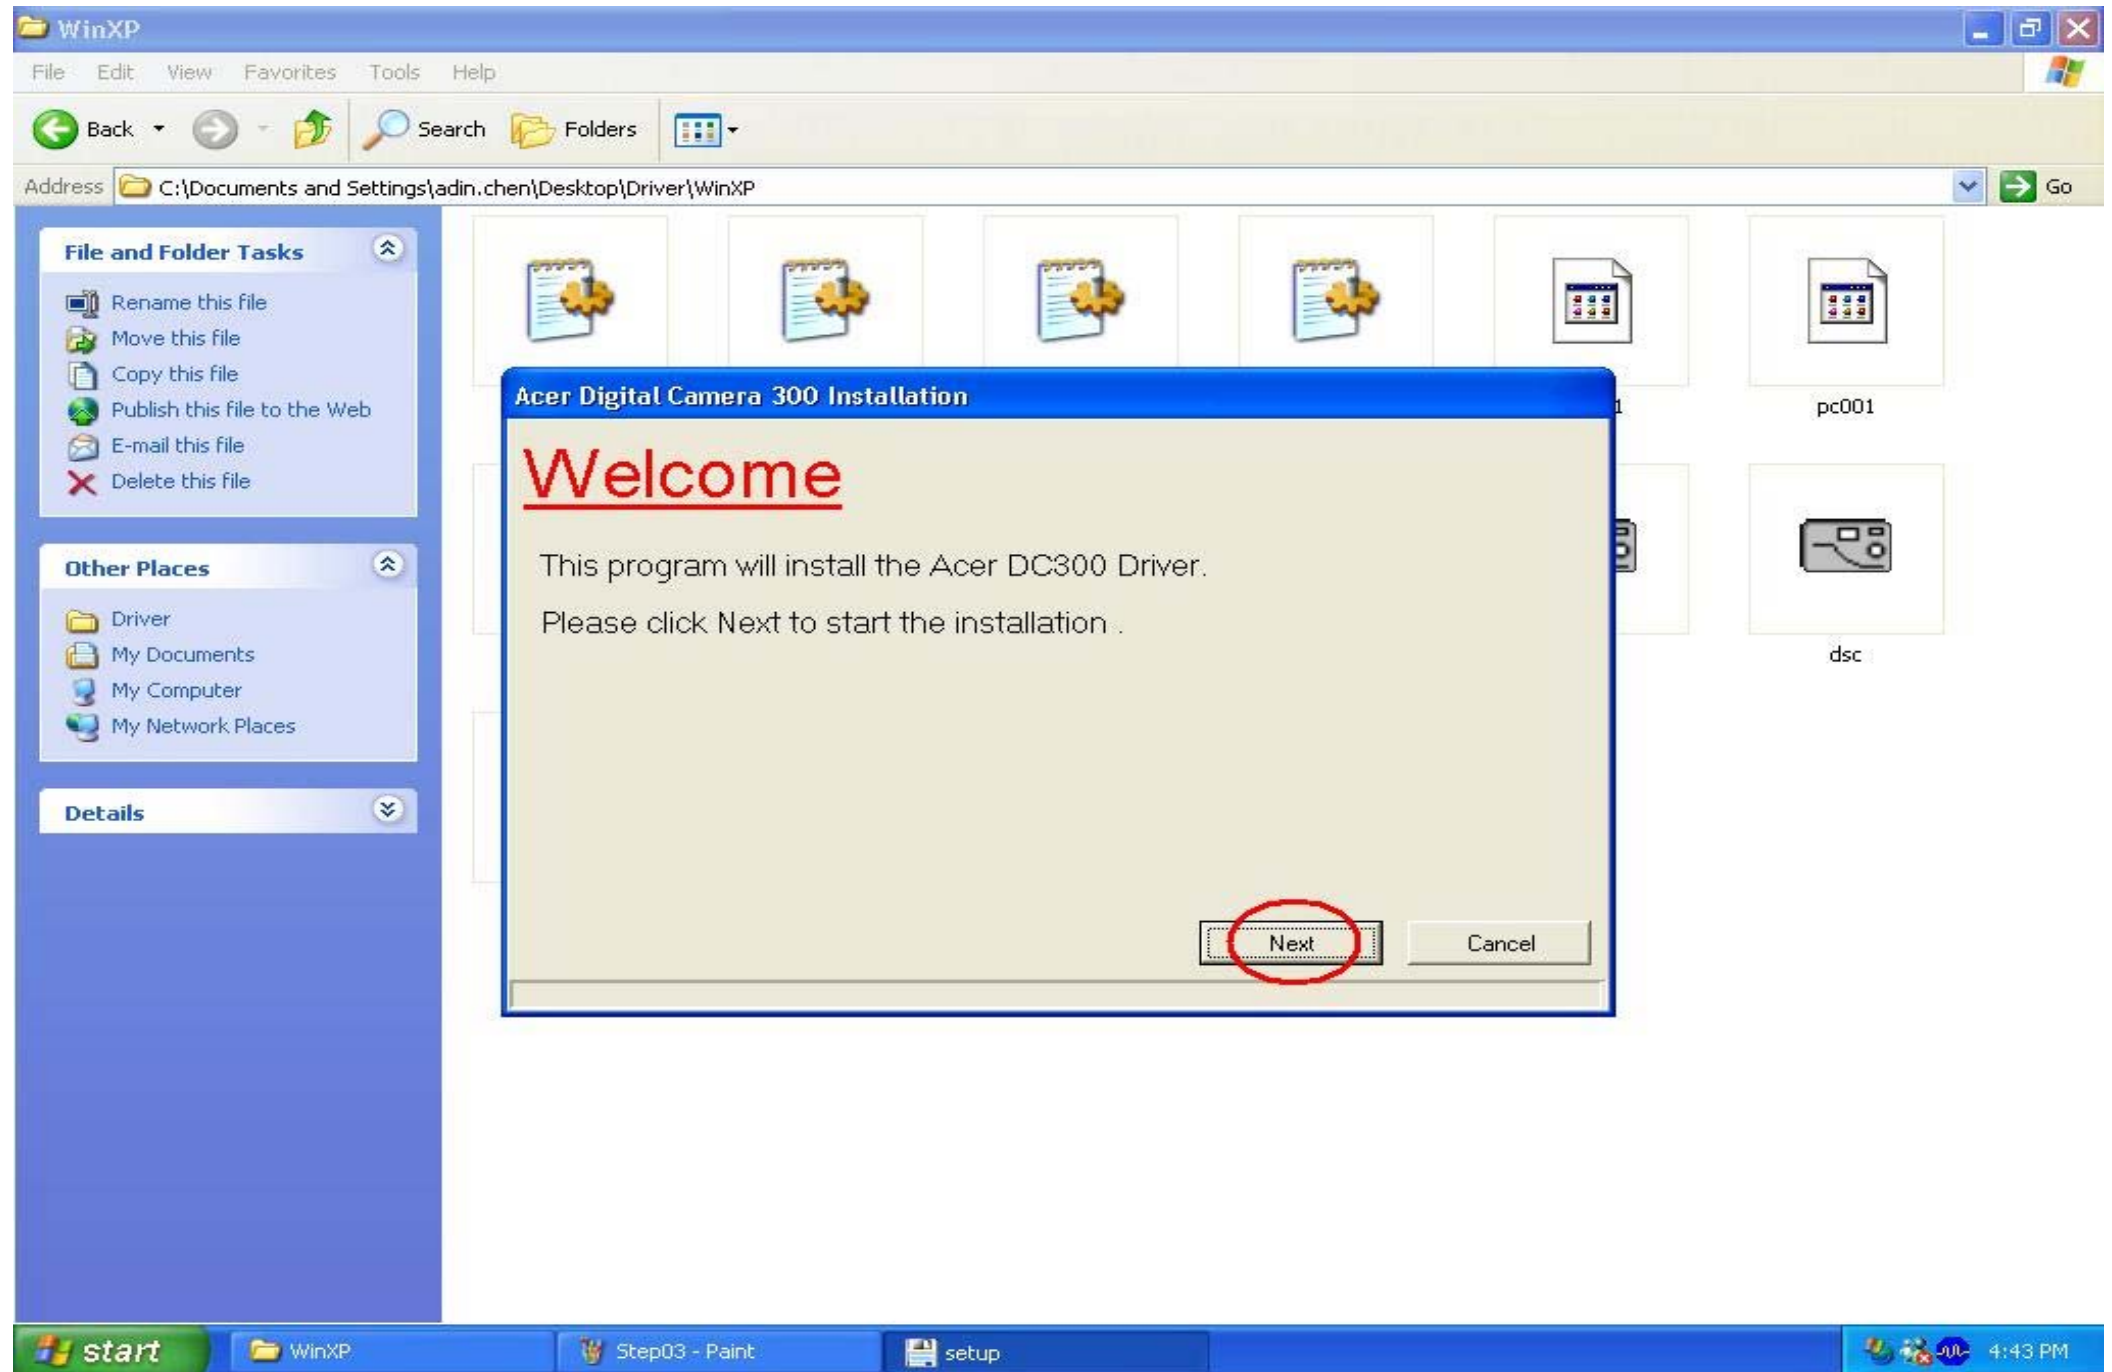 WinXP
File Edit View Favorites Tools Help
Back Search Folders
Address C:\Documents and Settings\adin.chen\Desktop\Driver\WinXP Go
File and Folder Tasks
Rename this file
Move this file
Copy this file
Publish this file to the Web
E-mail this file
Delete this file
Other Places
Driver
My Documents
My Computer
My Network Places
Details
pc001
dsc
Acer Digital Camera 300 Installation
Welcome
This program will install the Acer DC300 Driver.
Please click Next to start the installation .
Next Cancel
start WinXP Step03 - Paint setup 4:43 PM